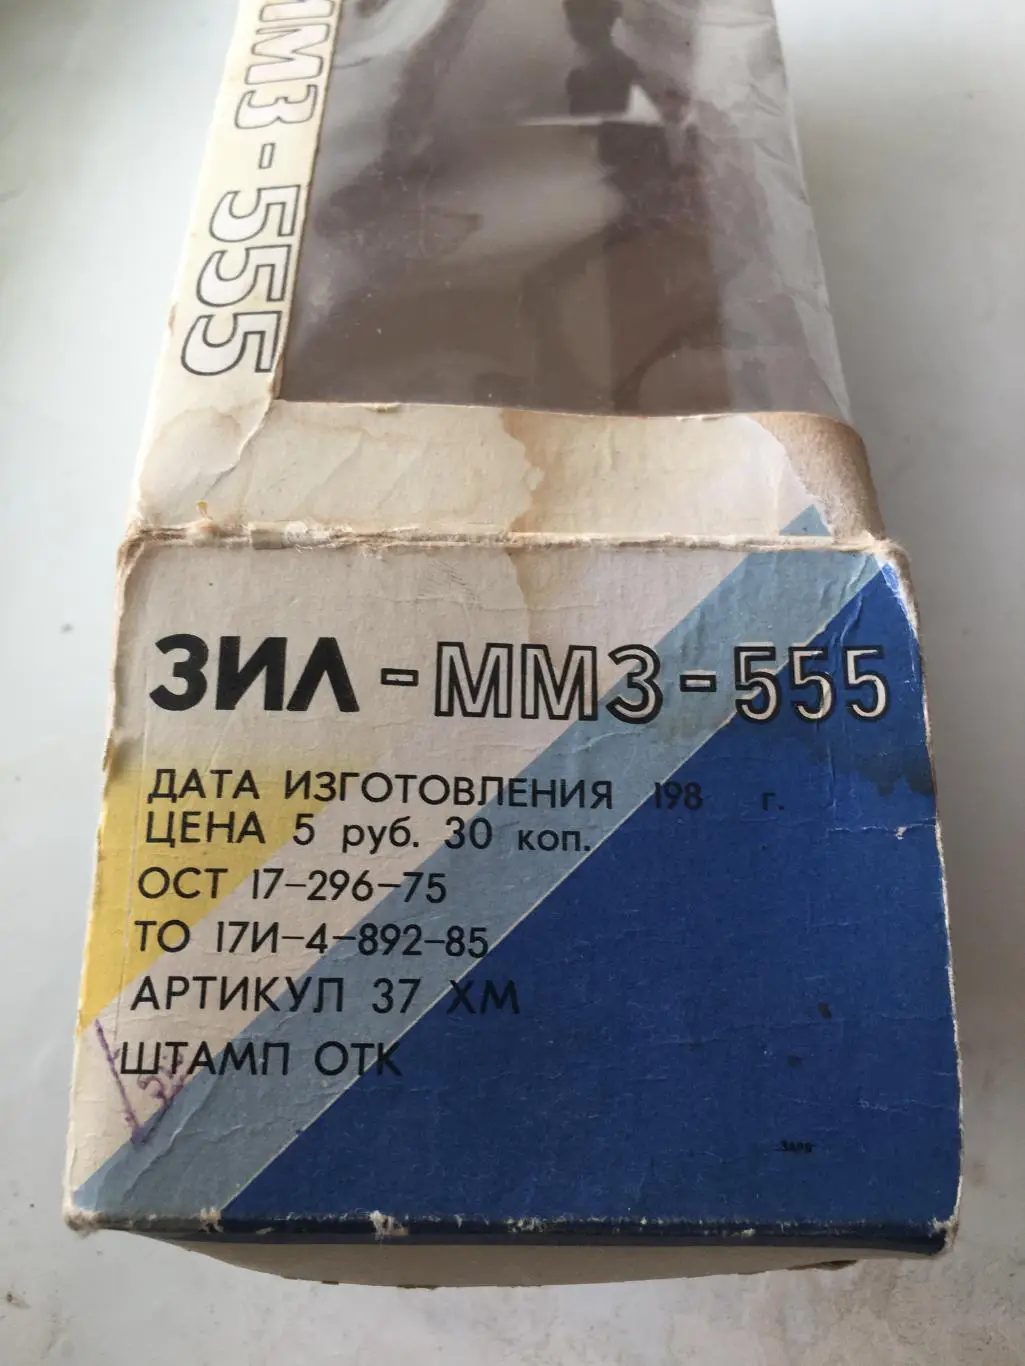 ММЗ-555
ЗИЛ-ММЗ-555
ДАТА ИЗГОТОВЛЕНИЯ 198 г.
ЦЕНА 5 руб. 30 коп.
ОСТ 17-296-75
ТО 17И-4-892-85
АРТИКУЛ 37 ХМ
ШТАМП ОТК